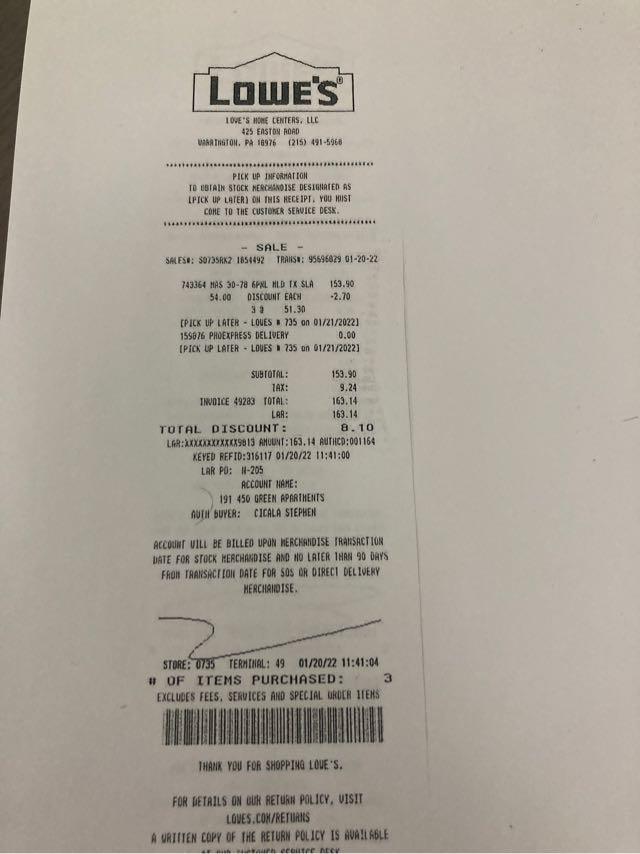 LOWE'S®
LOWE'S HOME CENTERS, LLC
425 EASTON ROAD
WARRINGTON, PA 18976 (215) 491-5968
PICK UP INFORMATION
TO OBTAIN STOCK MERCHANDISE DESIGNATED AS
[PICK UP LATER] ON THIS RECEIPT, YOU MUST
COME TO THE CUSTOMER SERVICE DESK.
- SALE -
SALES#: S0735RK2 1854492 TRANS#: 95696829 01-20-22
743364 MAS 30-78 6PNL HLD TX SLA 153.90
54.00 DISCOUNT EACH -2.70
3 @ 51.30
[PICK UP LATER - LOWES # 735 on 01/21/2022]
159876 PROEXPRESS DELIVERY 0.00
[PICK UP LATER - LOWES # 735 on 01/21/2022]
SUBTOTAL: 153.90
TAX: 9.24
INVOICE 49283 TOTAL: 163.14
LAR: 163.14
TOTAL DISCOUNT: 8.10
LAR:XXXXXXXXXXXX9813 AMOUNT:163.14 AUTHCD:001164
KEYED REFID:316117 01/20/22 11:41:00
LAR PO: H-205
ACCOUNT NAME:
191 450 GREEN APARTMENTS
AUTH BUYER: CICALA STEPHEN
ACCOUNT WILL BE BILLED UPON MERCHANDISE TRANSACTION
DATE FOR STOCK MERCHANDISE AND NO LATER THAN 90 DAYS
FROM TRANSACTION DATE FOR SOS OR DIRECT DELIVERY
MERCHANDISE.
STORE: 0735 TERMINAL: 49 01/20/22 11:41:04
# OF ITEMS PURCHASED: 3
EXCLUDES FEES, SERVICES AND SPECIAL ORDER ITEMS
THANK YOU FOR SHOPPING LOWE'S.
FOR DETAILS ON OUR RETURN POLICY, VISIT
LOWES.COM/RETURNS
A WRITTEN COPY OF THE RETURN POLICY IS AVAILABLE
AT OUR CUSTOMER SERVICE DESK